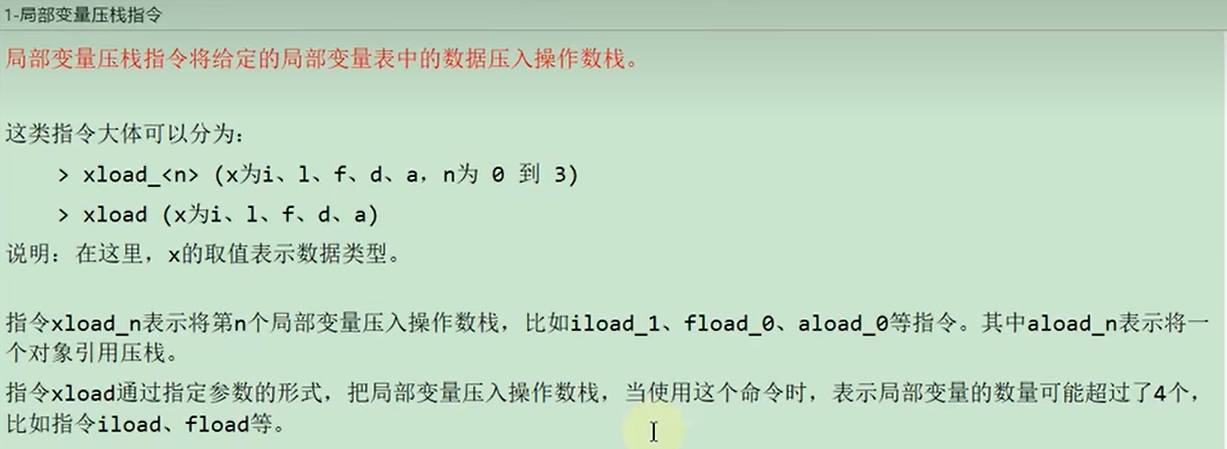 1-局部变量压栈指令
局部变量压栈指令将给定的局部变量表中的数据压入操作数栈。
这类指令大体可以分为:
> xload_<n> (x为i、l、f、d、a，n为 0 到 3)
> xload (x为i、l、f、d、a)
说明：在这里，x的取值表示数据类型。
指令xload_n表示将第n个局部变量压入操作数栈，比如iload_1、fload_0、aload_0等指令。其中aload_n表示将一
个对象引用压栈。
指令xload通过指定参数的形式，把局部变量压入操作数栈，当使用这个命令时，表示局部变量的数量可能超过了4个，
比如指令iload、fload等。